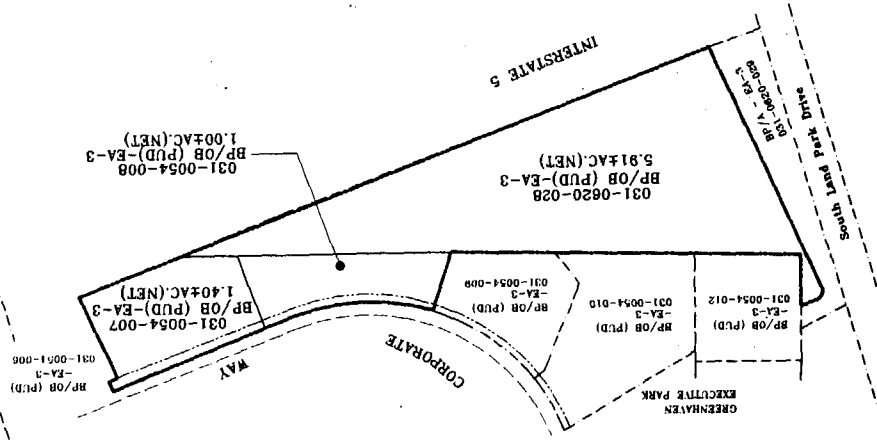 GREENHAVEN
EXECUTIVE PARK
CORPORATE
WAY
BP/OB (PUD)
-EA-3
031-0054-012
BP/OB (PUD)
-EA-3
031-0054-010
BP/OB (PUD)
-EA-3
031-0054-009
BP/OB (PUD)
-EA-3
031-0051-006
031-0054-007
BP/OB (PUD)-EA-3
1.40±AC.(NET)
South Land Park Drive
BP/A - EA-3
031-0620-029
031-0620-028
BP/OB (PUD)-EA-3
5.91±AC.(NET)
031-0054-008
BP/OB (PUD)-EA-3
1.00±AC.(NET)
INTERSTATE 5